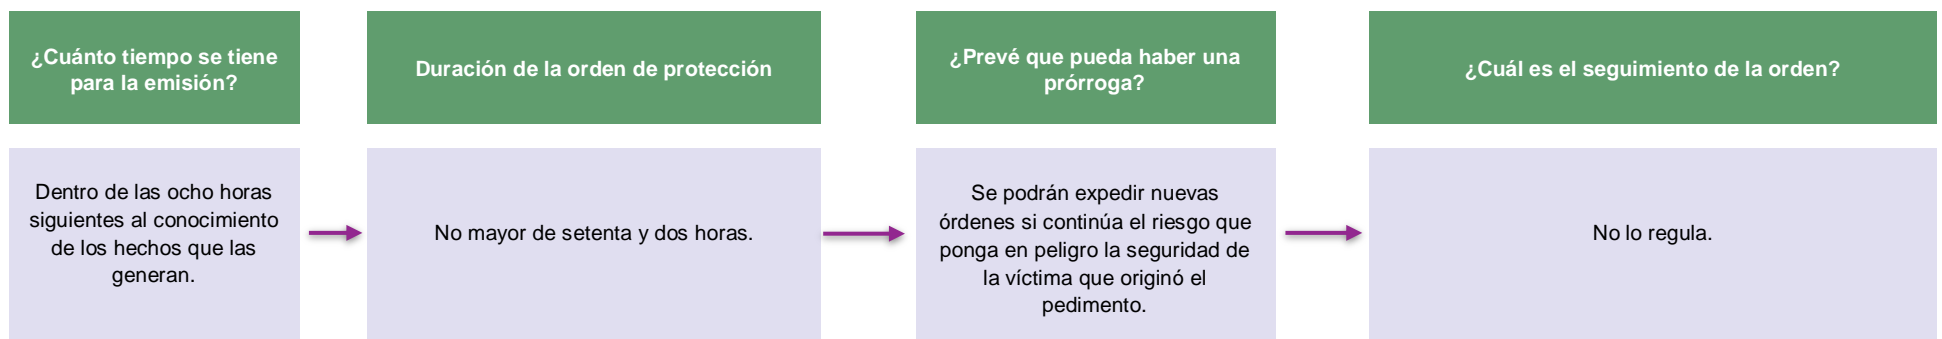 ¿Cuánto tiempo se tiene
para la emisión?
Duración de la orden de protección
¿Prevé que pueda haber una
prórroga?
¿Cuál es el seguimiento de la orden?
Dentro de las ocho horas
siguientes al conocimiento
de los hechos que las
generan.
No mayor de setenta y dos horas.
Se podrán expedir nuevas
órdenes si continúa el riesgo que
ponga en peligro la seguridad de
la víctima que originó el
pedimento.
No lo regula.